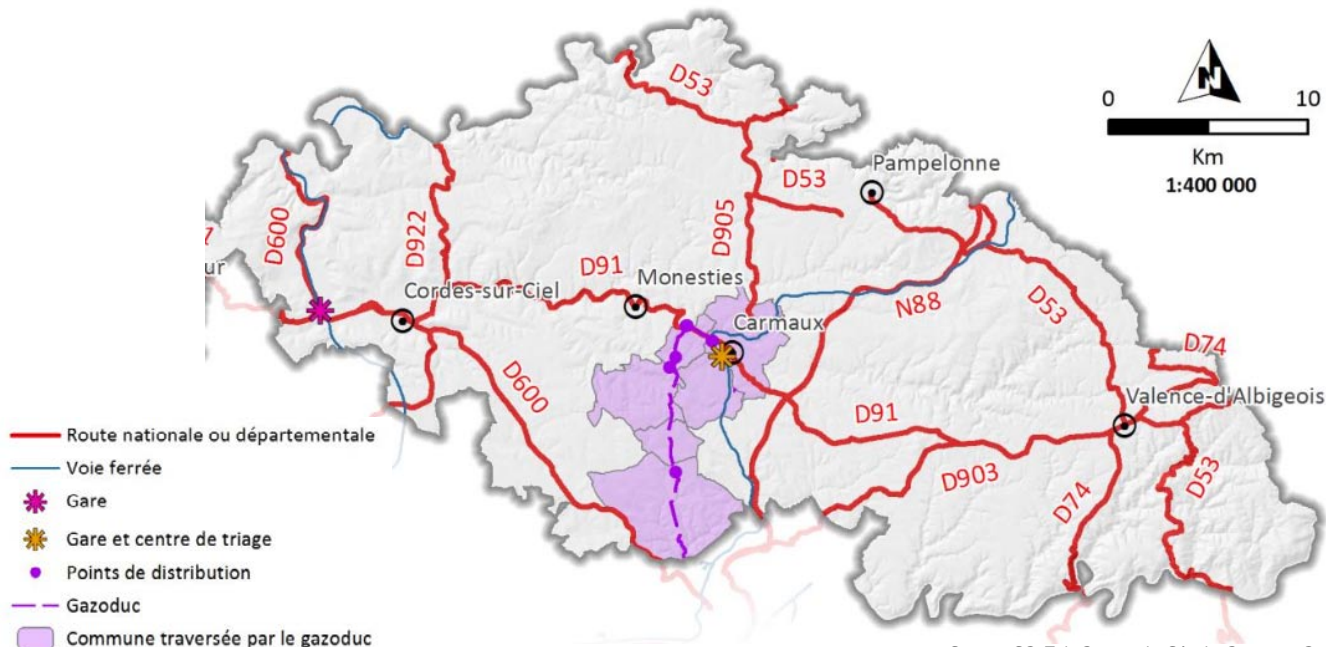 D53
N
0 10
Km
1:400 000
Pampelonne
D53
D600
D922
D905
ur
D91
Monesties
Cordes-sur-Ciel
N88
Carmaux
D53
D74
D600
D91
Valence-d'Albigeois
D903
D74
D53
Route nationale ou départementale
Voie ferrée
Gare
Gare et centre de triage
Points de distribution
Gazoduc
Commune traversée par le gazoduc